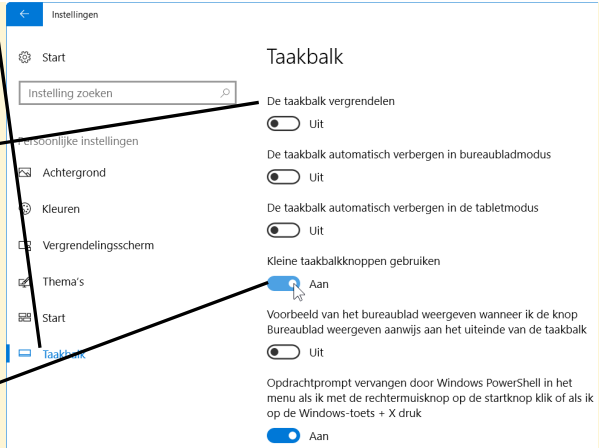 Instellingen
Start
Instelling zoeken
Persoonlijke instellingen
Achtergrond
Kleuren
Vergrendelingsscherm
Thema's
Start
Taakbalk
Taakbalk
De taakbalk vergrendelen
Uit
De taakbalk automatisch verbergen in bureaubladmodus
Uit
De taakbalk automatisch verbergen in de tabletmodus
Uit
Kleine taakbalkknoppen gebruiken
Aan
Voorbeeld van het bureaublad weergeven wanneer ik de knop
Bureaublad weergeven aanwijs aan het uiteinde van de taakbalk
Uit
Opdrachtprompt vervangen door Windows PowerShell in het
menu als ik met de rechtermuisknop op de startknop klik of als ik
op de Windows-toets + X druk
Aan